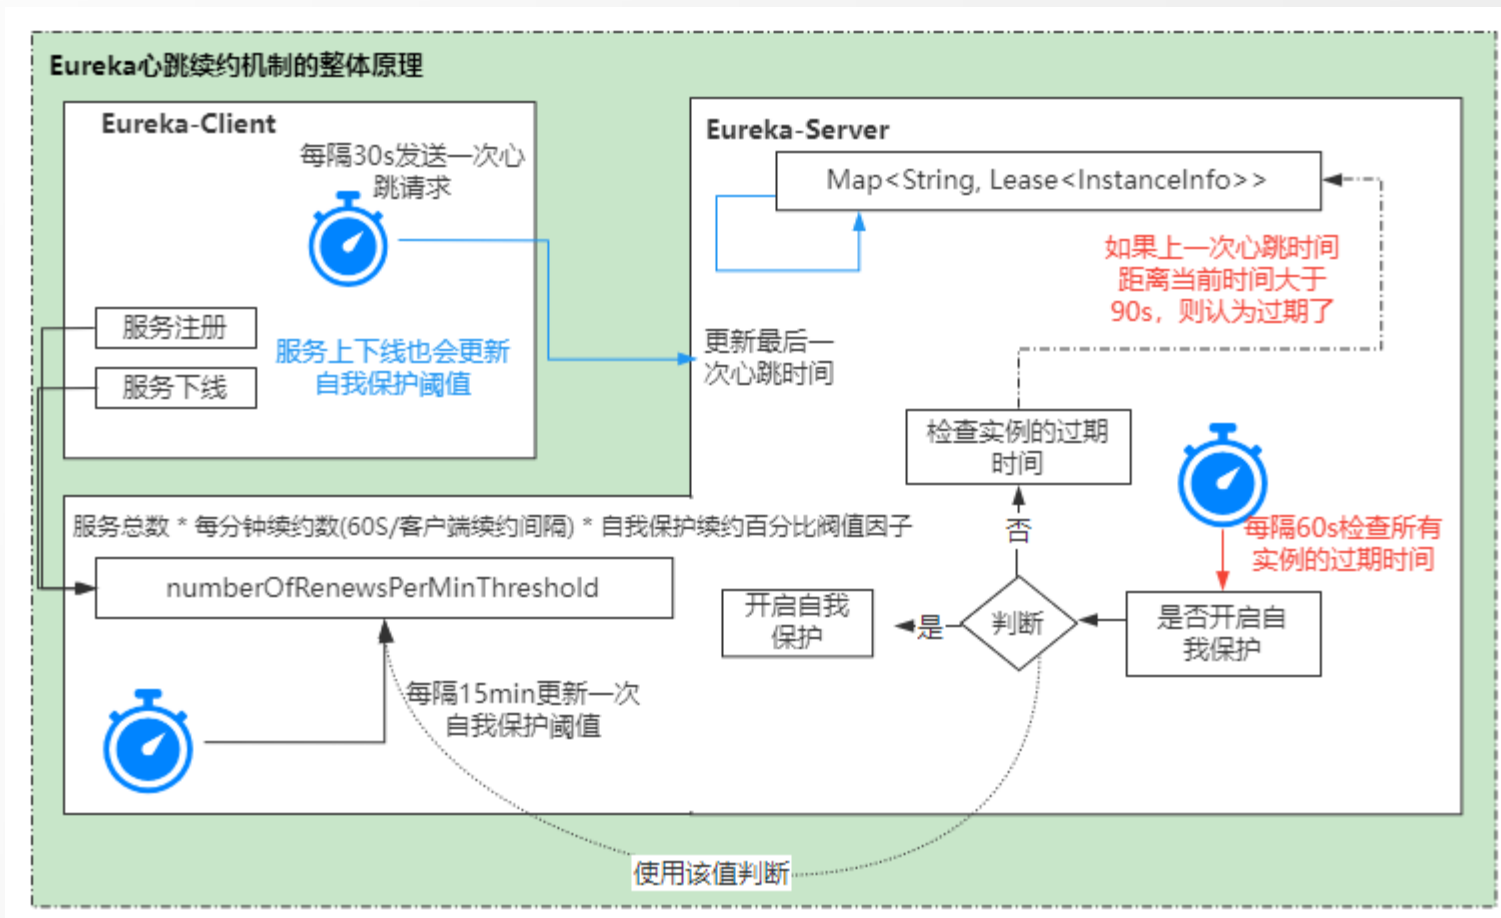 Eureka心跳续约机制的整体原理
Eureka-Client
每隔30s发送一次心
跳请求
服务注册
服务下线
服务上下线也会更新
自我保护阈值
Eureka-Server
Map<String, Lease<InstanceInfo>>
如果上一次心跳时间
距离当前时间大于
90s，则认为过期了
更新最后一
次心跳时间
检查实例的过期
时间
每隔60s检查所有
实例的过期时间
否
判断
是
开启自我
保护
是否开启自
我保护
服务总数 * 每分钟续约数(60S/客户端续约间隔) * 自我保护续约百分比阀值因子
numberOfRenewsPerMinThreshold
每隔15min更新一次
自我保护阈值
使用该值判断